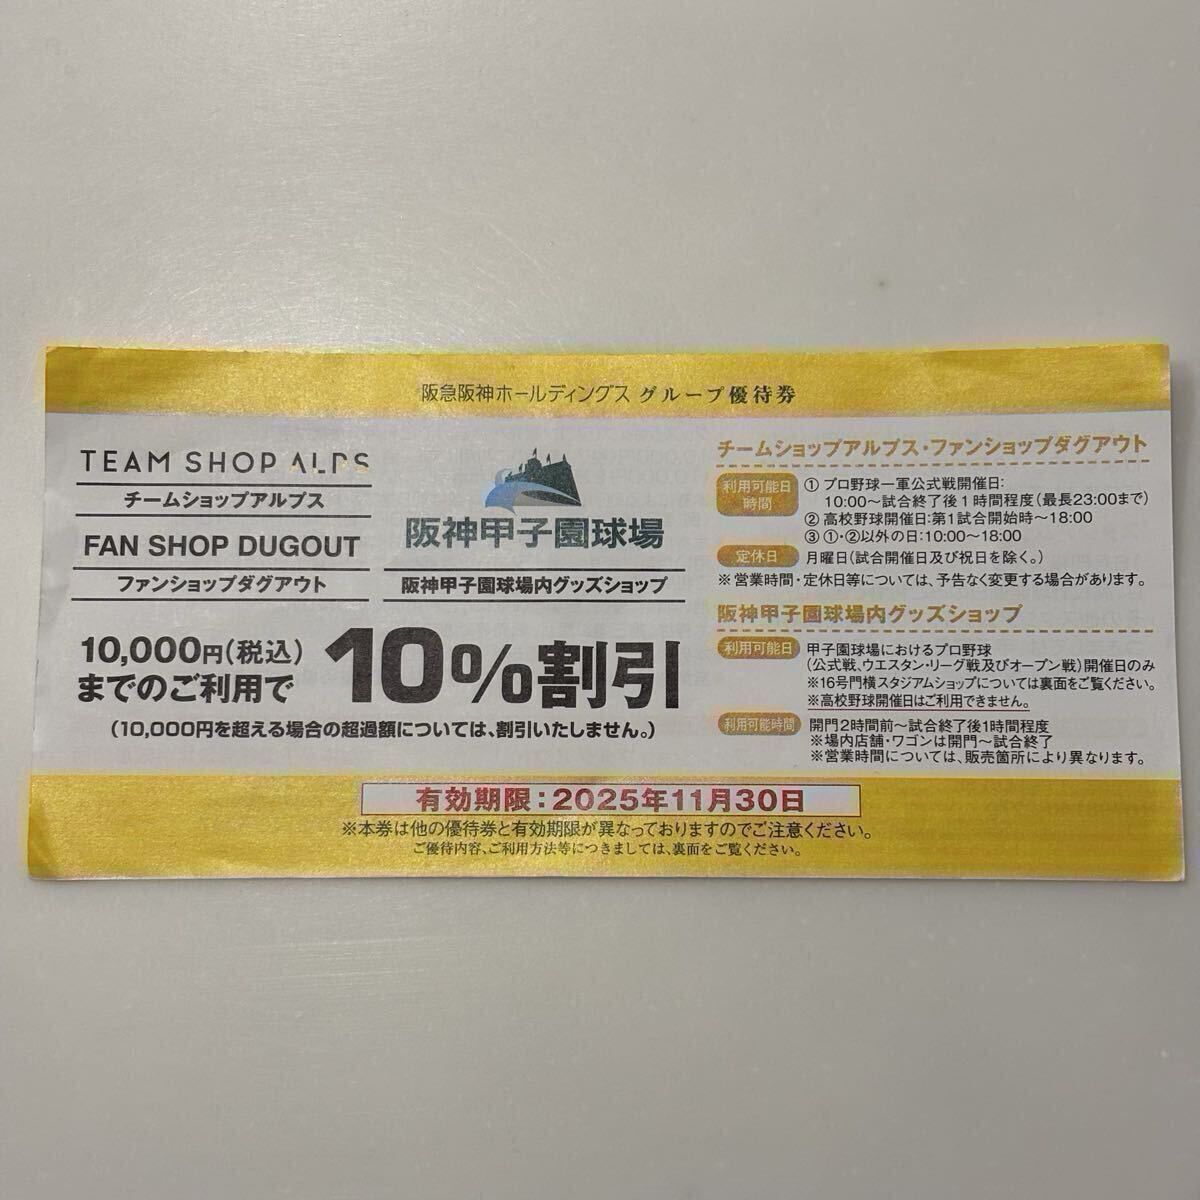 阪急阪神ホールディングス グループ優待券
TEAM SHOP ALPS
チームショップアルプス
FAN SHOP DUGOUT
ファンショップダグアウト
阪神甲子園球場
阪神甲子園球場内グッズショップ
10,000円(税込)
までのご利用で
10%割引
(10,000円を超える場合の超過額については、割引いたしません。)
チームショップアルプス・ファンショップダグアウト
利用可能日
時間
① プロ野球一軍公式戦開催日:
10:00〜試合終了後1時間程度(最長23:00まで)
② 高校野球開催日:第1試合開始時〜18:00
③ ①・②以外の日:10:00〜18:00
定休日 月曜日(試合開催日及び祝日を除く。)
※営業時間・定休日等については、予告なく変更する場合があります。
阪神甲子園球場内グッズショップ
利用可能日 甲子園球場におけるプロ野球
(公式戦、ウエスタン・リーグ戦及びオープン戦)開催日のみ
※16号門横スタジアムショップについては裏面をご覧ください。
※高校野球開催日はご利用できません。
利用可能時間 開門2時間前〜試合終了後1時間程度
※場内店舗・ワゴンは開門〜試合終了
※営業時間については、販売箇所により異なります。
有効期限:2025年11月30日
※本券は他の優待券と有効期限が異なっておりますのでご注意ください。
ご優待内容、ご利用方法等につきましては、裏面をご覧ください。